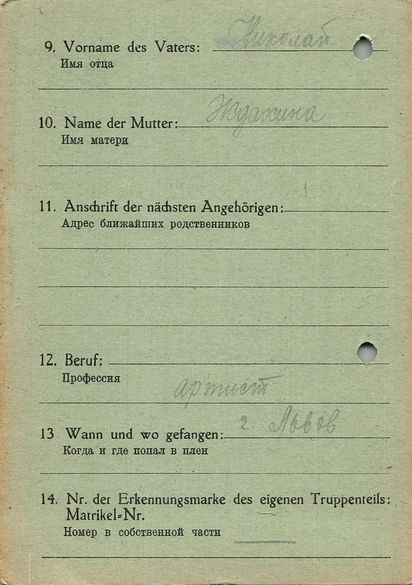 9. Vorname des Vaters: Николай
Имя отца
10. Name der Mutter:
Имя матери
11. Anschrift der nächsten Angehörigen:
Адрес ближайших родственников
12. Beruf:
Профессия
артист
13 Wann und wo gefangen: г. Львов
Когда и где попал в плен
14. Nr. der Erkennungsmarke des eigenen Truppenteils:
Matrikel-Nr.
Номер в собственной части